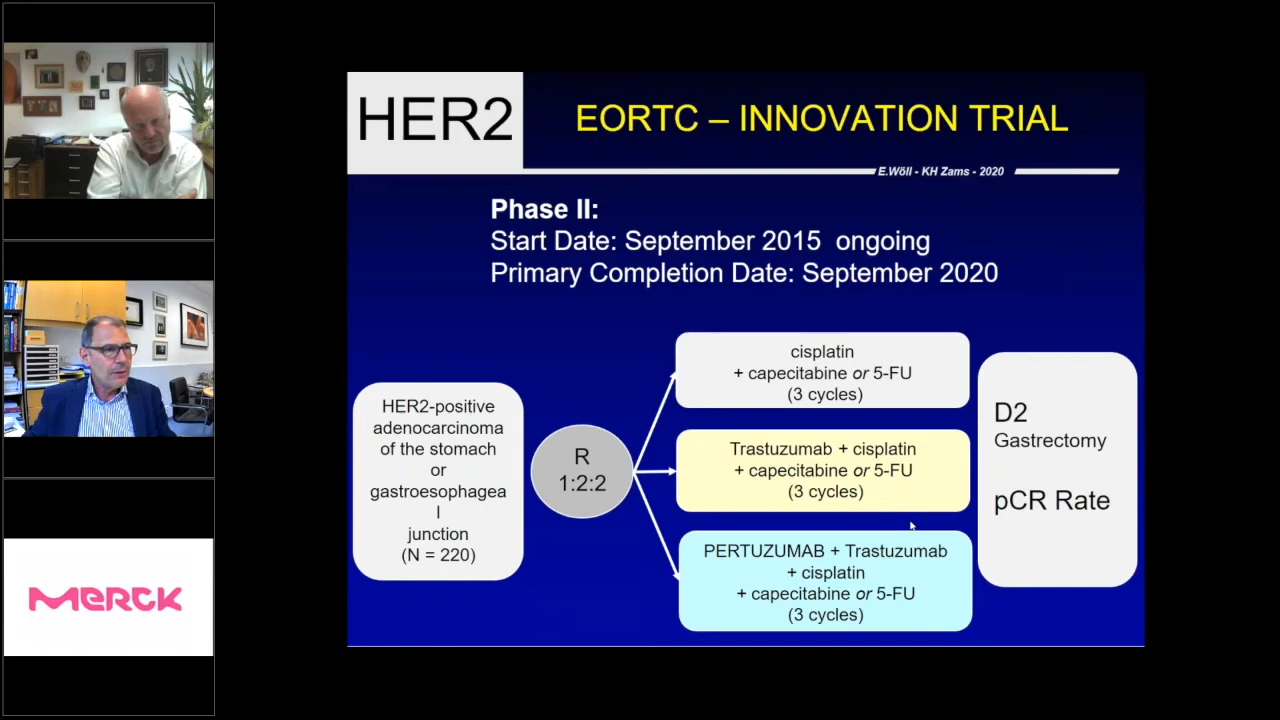 HER2
EORTC – INNOVATION TRIAL
E.Wöll - KH Zams - 2020
Phase II:
Start Date: September 2015 ongoing
Primary Completion Date: September 2020
HER2-positive
adenocarcinoma
of the stomach
or
gastroesophagea
l
junction
(N = 220)
R
1:2:2
cisplatin
+ capecitabine or 5-FU
(3 cycles)
Trastuzumab + cisplatin
+ capecitabine or 5-FU
(3 cycles)
PERTUZUMAB + Trastuzumab
+ cisplatin
+ capecitabine or 5-FU
(3 cycles)
D2
Gastrectomy
pCR Rate
MERCK